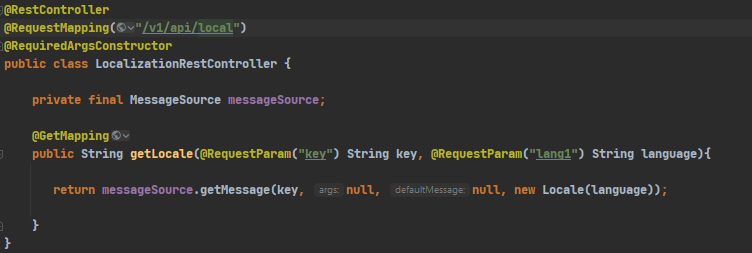 @RestController
@RequestMapping("/v1/api/local")
@RequiredArgsConstructor
public class LocalizationRestController {
private final MessageSource messageSource;
@GetMapping
public String getLocale(@RequestParam("key") String key, @RequestParam("lang1") String language){
return messageSource.getMessage(key, args: null, defaultMessage: null, new Locale(language));
}
}